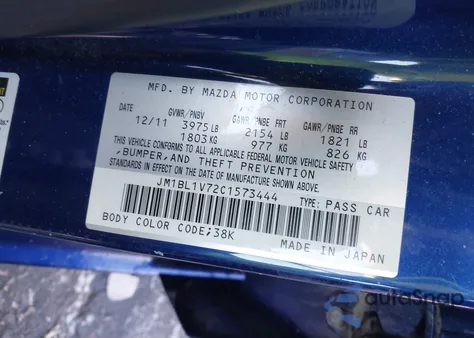 MFD. BY MAZDA MOTOR CORPORATION
DATE GVWR/PNBV GAWR/PNBE FRT GAWR/PNBE RR
12/11 3975 LB 2154 LB 1821 LB
1803 KG 977 KG 826 KG
THIS VEHICLE CONFORMS TO ALL APPLICABLE FEDERAL MOTOR VEHICLE SAFETY
,BUMPER,AND THEFT PREVENTION
STANDARDS IN EFFECT ON THE DATE OF MANUFACTURE SHOWN ABOVE.
JM1BL1V72C1573444 TYPE: PASS CAR
BODY COLOR CODE;38K MADE IN JAPAN
autoSnap